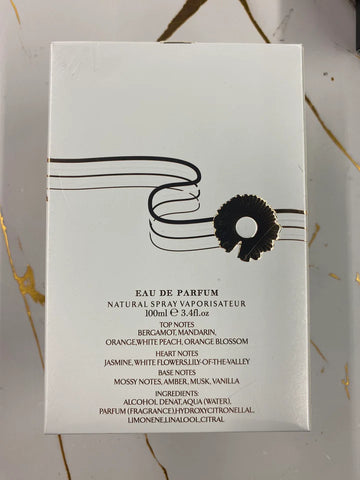 EAU DE PARFUM
NATURAL SPRAY VAPORISATEUR
100ml ℮ 3.4fl.oz
TOP NOTES
BERGAMOT, MANDARIN,
ORANGE,WHITE PEACH, ORANGE BLOSSOM
HEART NOTES
JASMINE,WHITE FLOWERS,LILY-OF-THE-VALLEY
BASE NOTES
MOSSY NOTES, AMBER, MUSK, VANILLA
INGREDIENTS:
ALCOHOL DENAT,AQUA (WATER),
PARFUM (FRAGRANCE),HYDROXYCITRONELLAL,
LIMONENE,LINALOOL,CITRAL